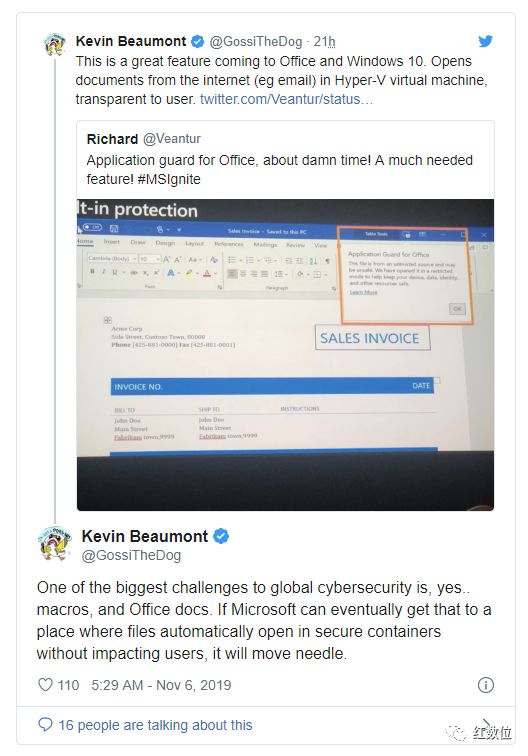 Kevin Beaumont @GossiTheDog · 21h
This is a great feature coming to Office and Windows 10. Opens
documents from the internet (eg email) in Hyper-V virtual machine,
transparent to user. twitter.com/Veantur/status…
Richard @Veantur
Application guard for Office, about damn time! A much needed
feature! #MSIgnite
lt-in protection
Off
Sales Invoice - Saved to this PC
Table Tools
Home Insert Draw Design Layout References Mailings Review View
Cambria (Body) 10
Font
Paragraph
Application Guard for Office
This file is from an untrusted source and may
be unsafe. We have opened it in a restricted
mode to help keep your device, data, identity,
and other resources safe.
Learn More
OK
Acme Corp
Side Street, Contoso Town, 00000
Phone [425-881-0000] Fax [425-881-0001]
SALES INVOICE
INVOICE NO. DATE
BILL TO SHIP TO INSTRUCTIONS
John Doe John Doe
Main Street Main Street
Fabrikam town,9999 Fabrikam town,9999
Kevin Beaumont
@GossiTheDog
One of the biggest challenges to global cybersecurity is, yes..
macros, and Office docs. If Microsoft can eventually get that to a
place where files automatically open in secure containers
without impacting users, it will move needle.
110 5:29 AM - Nov 6, 2019
16 people are talking about this
红数位